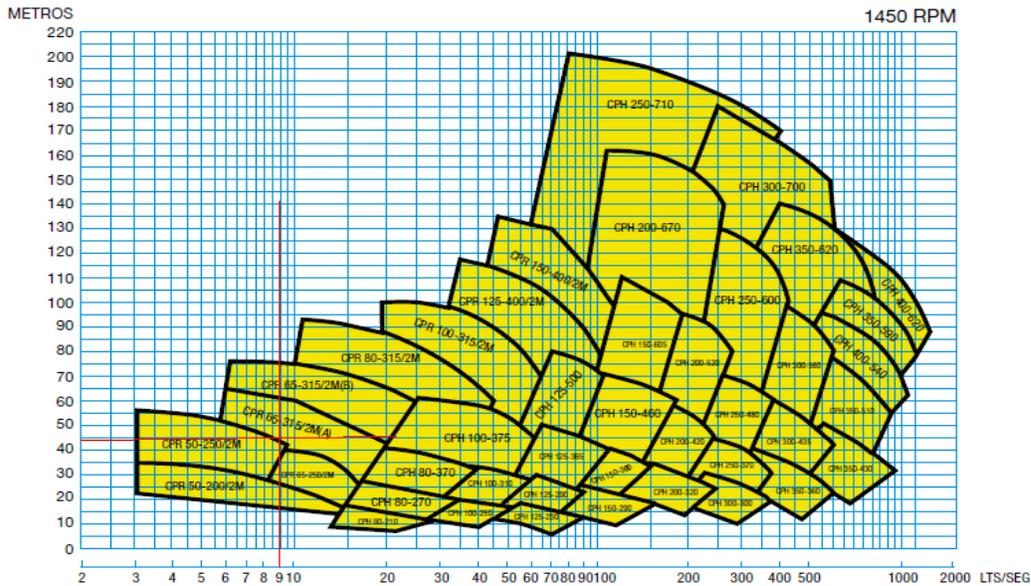 METROS
1450 RPM
220
200
190
180
170
160
150
140
130
120
110
100
90
80
70
60
50
40
30
20
10
0
CPH 250-710
CPH 300-700
CPH 200-670
CPH 350-620
CPR 150-400/2M
CPH 400-620
CPR 125-400/2M
CPH 250-600
CPH 350-590
CPR 100-315/2M
CPH 150-605
CPH 400-540
CPR 80-315/2M
CPH 200-520
CPH 300-560
CPR 65-315/2M(B)
CPH 125-500
CPH 350-510
CPR 65-315/2M(A)
CPH 150-460
CPH 250-480
CPR 50-250/2M
CPH 100-375
CPH 200-420
CPH 300-435
CPH 125-365
CPH 250-370
CPH 350-430
CPR 65-250/2M
CPH 80-370
CPH 150-380
CPR 50-200/2M
CPH 100-310
CPH 125-290
CPH 200-320
CPH 350-360
CPH 80-270
CPH 300-300
CPH 80-210
CPH 100-250
CPH 125-250
CPH 150-290
2 3 4 5 6 7 8 9 10 20 30 40 50 60 70 80 90 100 200 300 400 500 600 1000 2000 LTS/SEG